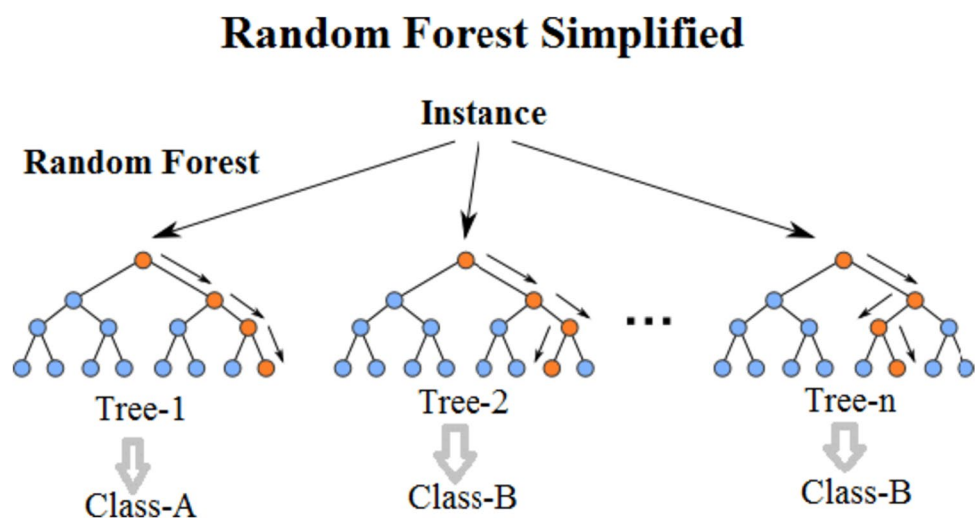 Random Forest Simplified
Instance
Random Forest
...
Tree-1
Tree-2
Tree-n
Class-A
Class-B
Class-B